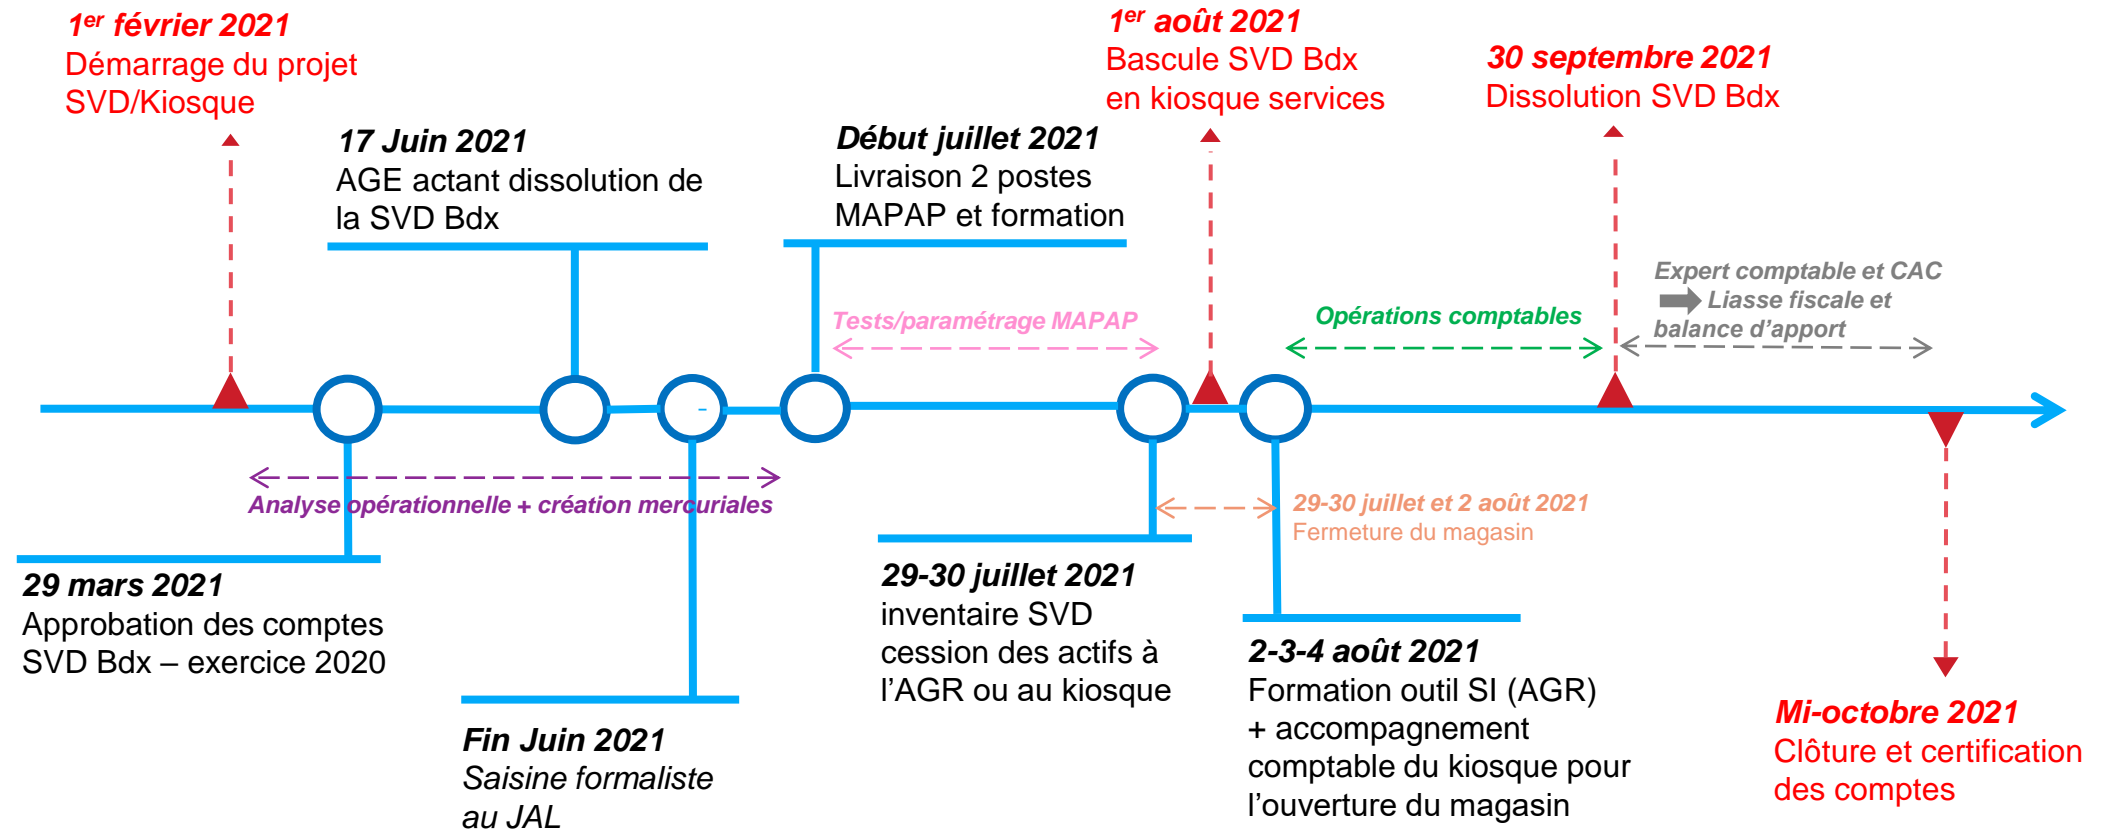 1er février 2021
Démarrage du projet
SVD/Kiosque
17 Juin 2021
AGE actant dissolution de
la SVD Bdx
Début juillet 2021
Livraison 2 postes
MAPAP et formation
1er août 2021
Bascule SVD Bdx
en kiosque services
30 septembre 2021
Dissolution SVD Bdx
Tests/paramétrage MAPAP
Opérations comptables
Expert comptable et CAC
Liasse fiscale et
balance d’apport
-
Analyse opérationnelle + création mercuriales
29 mars 2021
Approbation des comptes
SVD Bdx – exercice 2020
Fin Juin 2021
Saisine formaliste
au JAL
29-30 juillet 2021
inventaire SVD
cession des actifs à
l’AGR ou au kiosque
29-30 juillet et 2 août 2021
Fermeture du magasin
2-3-4 août 2021
Formation outil SI (AGR)
+ accompagnement
comptable du kiosque pour
l’ouverture du magasin
Mi-octobre 2021
Clôture et certification
des comptes